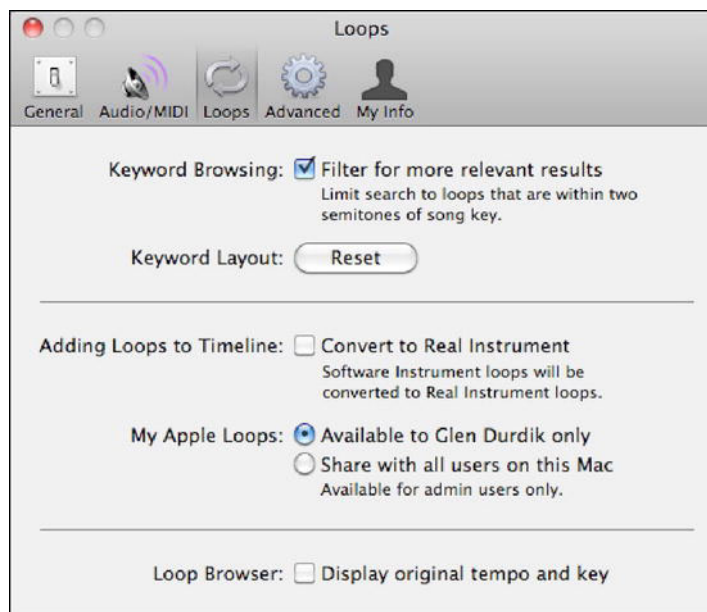 Loops
General Audio/MIDI Loops Advanced My Info
Keyword Browsing: Filter for more relevant results
Limit search to loops that are within two
semitones of song key.
Keyword Layout: Reset
Adding Loops to Timeline: Convert to Real Instrument
Software Instrument loops will be
converted to Real Instrument loops.
My Apple Loops: Available to Glen Durdik only
Share with all users on this Mac
Available for admin users only.
Loop Browser: Display original tempo and key